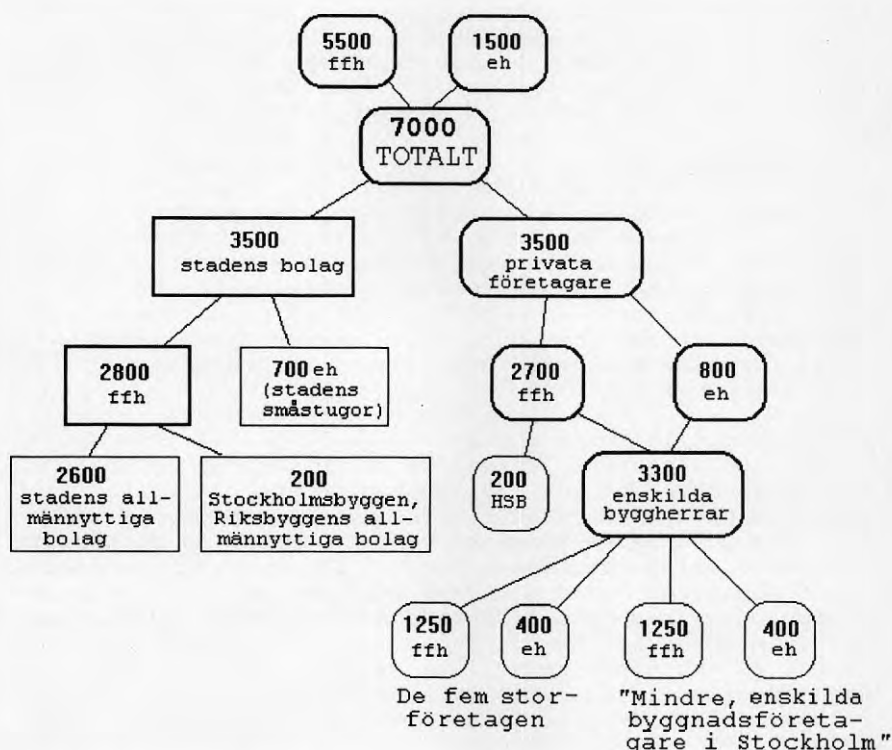 5500
ffh
1500
eh
7000
TOTALT
3500
stadens bolag
3500
privata
företagare
2800
ffh
700 eh
(stadens
småstugor)
2700
ffh
800
eh
2600
stadens all-
männyttiga
bolag
200
Stockholmsbyggen,
Riksbyggens all-
männyttiga bolag
200
HSB
3300
enskilda
byggherrar
1250
ffh
400
eh
1250
ffh
400
eh
De fem stor-
företagen
"Mindre, enskilda
byggnadsföreta-
gare i Stockholm"